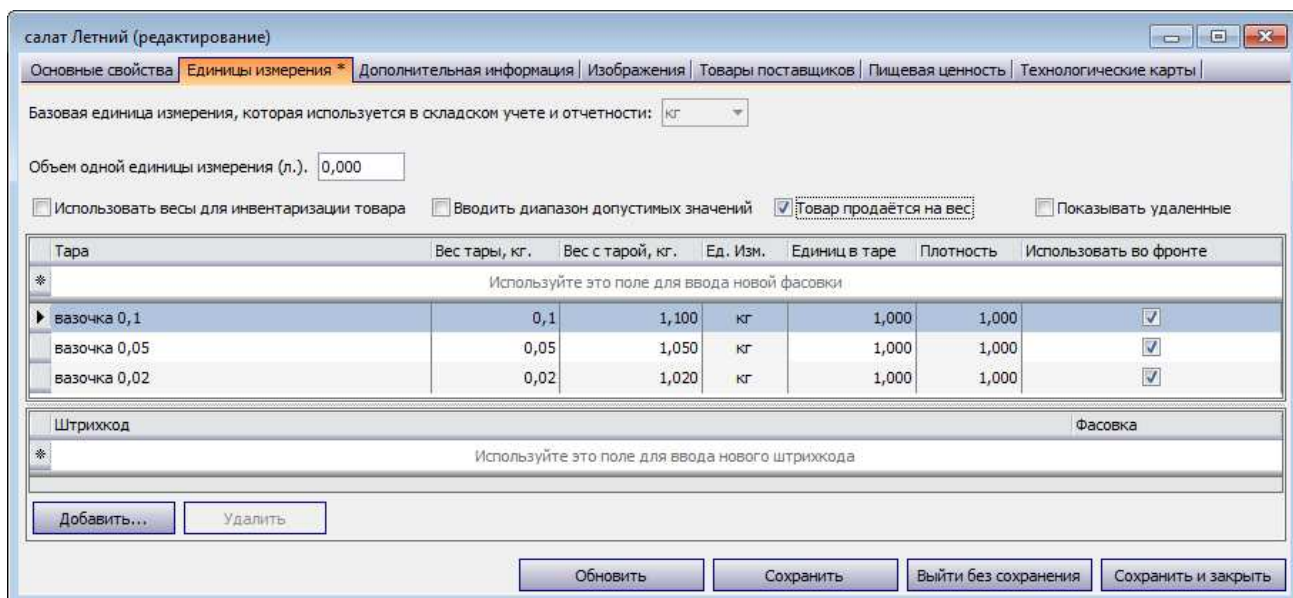 салат Летний (редактирование)
Основные свойства Единицы измерения * Дополнительная информация Изображения Товары поставщиков Пищевая ценность Технологические карты
Базовая единица измерения, которая используется в складском учете и отчетности: кг
Объем одной единицы измерения (л.). 0,000
Использовать весы для инвентаризации товара Вводить диапазон допустимых значений Товар продаётся на вес Показывать удаленные
Тара Вес тары, кг. Вес с тарой, кг. Ед. Изм. Единиц в таре Плотность Использовать во фронте
Используйте это поле для ввода новой фасовки
вазочка 0,1 0,1 1,100 кг 1,000 1,000
вазочка 0,05 0,05 1,050 кг 1,000 1,000
вазочка 0,02 0,02 1,020 кг 1,000 1,000
Штрихкод Фасовка
Используйте это поле для ввода нового штрихкода
Добавить... Удалить
Обновить Сохранить Выйти без сохранения Сохранить и закрыть